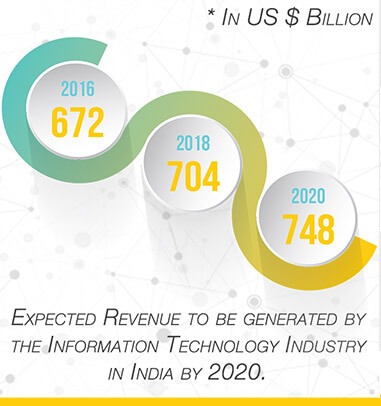 * In US $ Billion
2016
672
2018
704
2020
748
Expected Revenue to be generated by
the Information Technology Industry
in India by 2020.